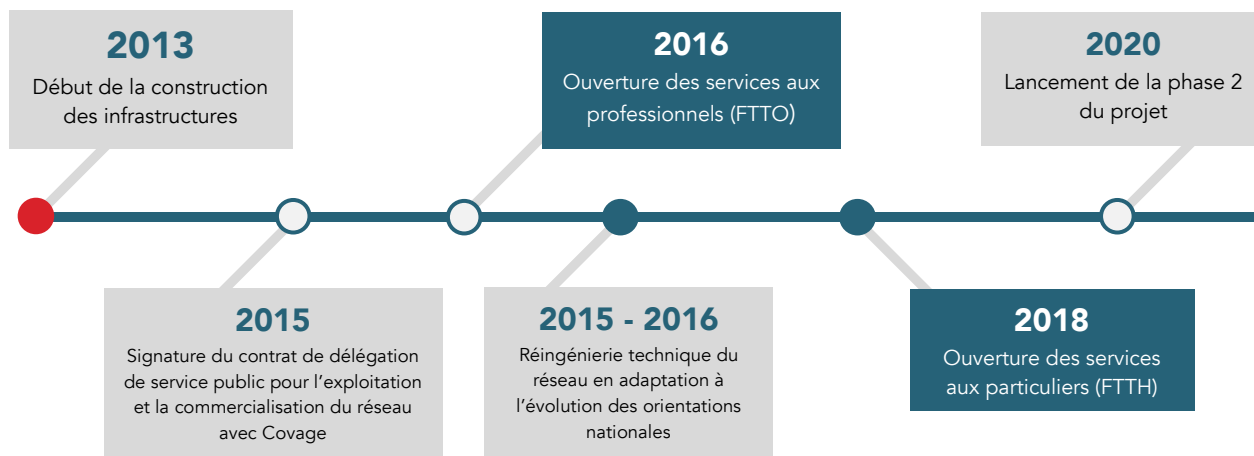 2013
Début de la construction
des infrastructures
2016
Ouverture des services aux
professionnels (FTTO)
2020
Lancement de la phase 2
du projet
2015
Signature du contrat de délégation
de service public pour l’exploitation
et la commercialisation du réseau
avec Covage
2015 - 2016
Réingénierie technique du
réseau en adaptation à
l’évolution des orientations
nationales
2018
Ouverture des services
aux particuliers (FTTH)